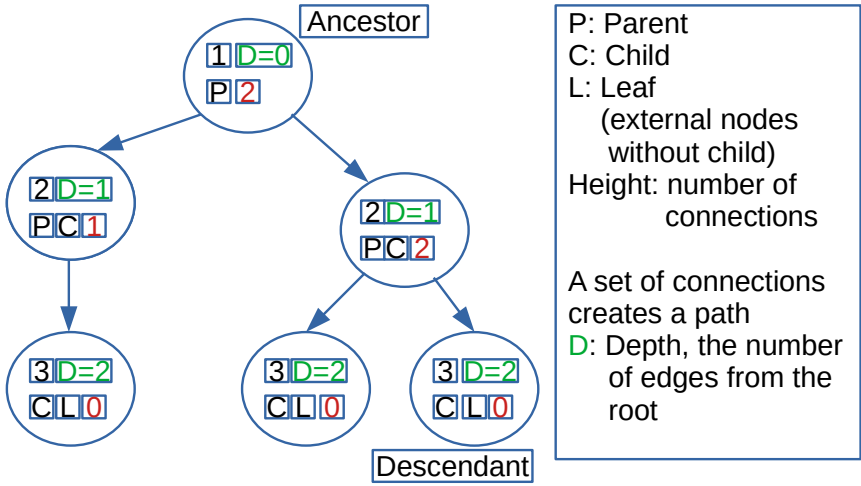 Ancestor
1 D=0
P 2
2 D=1
P C 1
2 D=1
P C 2
3 D=2
C L 0
3 D=2
C L 0
3 D=2
C L 0
Descendant
P: Parent
C: Child
L: Leaf
(external nodes
without child)
Height: number of
connections
A set of connections
creates a path
D: Depth, the number
of edges from the
root